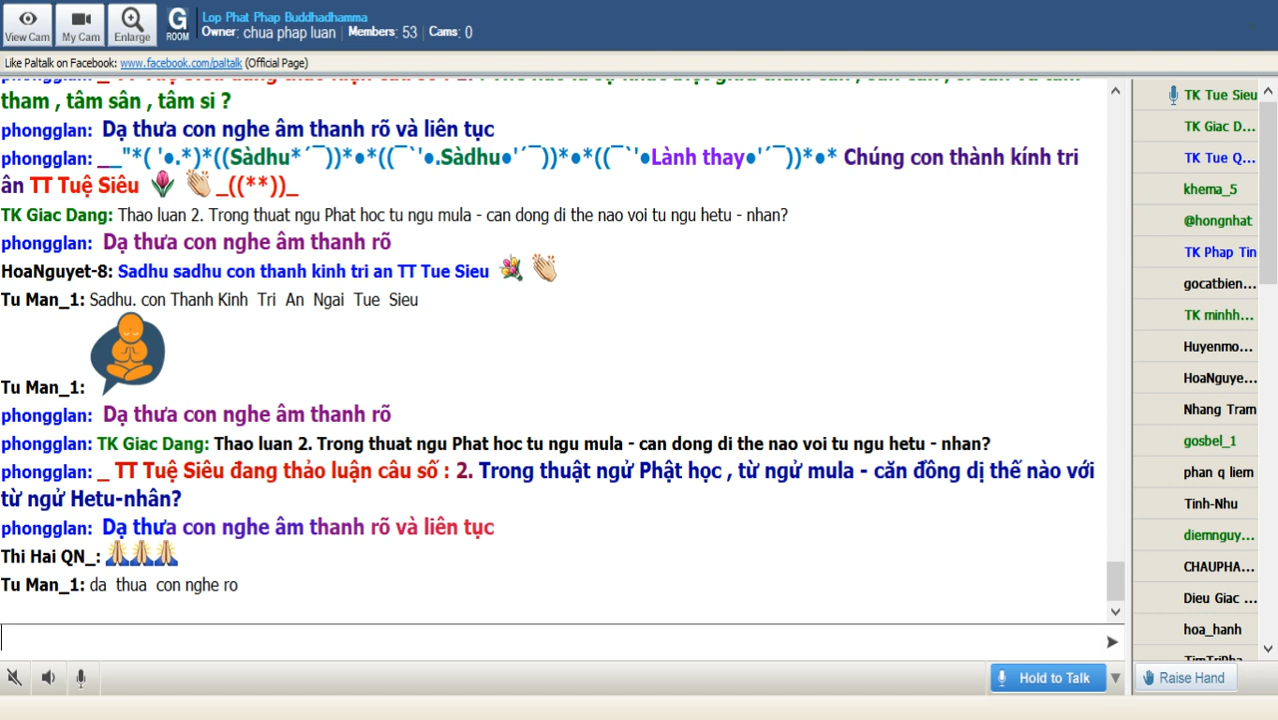 Lop Phat Phap Buddhadhamma
Owner: chua phap luan | Members: 53 | Cams: 0
View Cam
My Cam
Enlarge
G
ROOM
Like Paltalk on Facebook: www.facebook.com/paltalk (Official Page)
tham , tâm sân , tâm si ?
phongglan: Dạ thưa con nghe âm thanh rõ và liên tục
phongglan: __"*( '●.*)*((Sàdhu*´¯))*●*((¯`'●.Sàdhu●'´¯))*●*((¯`'●Lành thay●'´¯))*●* Chúng con thành kính tri
ân TT Tuệ Siêu 🌷 👏 _((**))_
TK Giac Dang: Thao luan 2. Trong thuat ngu Phat hoc tu ngu mula - can dong di the nao voi tu ngu hetu - nhan?
phongglan: Dạ thưa con nghe âm thanh rõ
HoaNguyet-8: Sadhu sadhu con thanh kinh tri an TT Tue Sieu 💐 👏
Tu Man_1: Sadhu. con Thanh Kinh Tri An Ngai Tue Sieu
Tu Man_1:
phongglan: Dạ thưa con nghe âm thanh rõ
phongglan: TK Giac Dang: Thao luan 2. Trong thuat ngu Phat hoc tu ngu mula - can dong di the nao voi tu ngu hetu - nhan?
phongglan: _ TT Tuệ Siêu đang thảo luận câu số : 2. Trong thuật ngử Phật học , từ ngử mula - căn đồng dị thế nào với
từ ngử Hetu-nhân?
phongglan: Dạ thưa con nghe âm thanh rõ và liên tục
Thi Hai QN_: 🙏🙏🙏
Tu Man_1: da thua con nghe ro
Hold to Talk
TK Tue Sieu
TK Giac D...
TK Tue Q...
khema_5
@hongnhat
TK Phap Tin
gocatbien...
TK minhh...
Huyenmo...
HoaNguye...
Nhang Tram
gosbel_1
phan q liem
Tinh-Nhu
diemnguy...
CHAUPHA...
Dieu Giac ...
hoa_hanh
Raise Hand